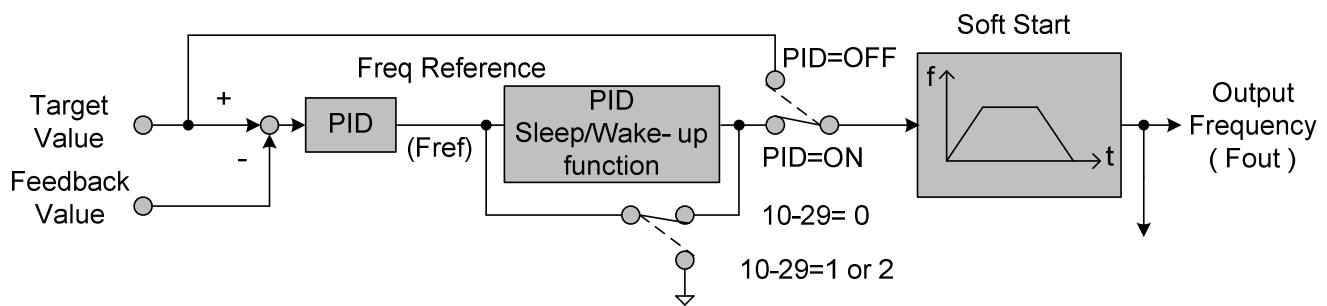 Soft Start
PID=OFF
Freq Reference
f
Target
Value
+
PID
PID
Sleep/Wake- up
function
Output
Frequency
( Fout )
(Fref)
PID=ON
t
-
Feedback
Value
10-29= 0
10-29=1 or 2